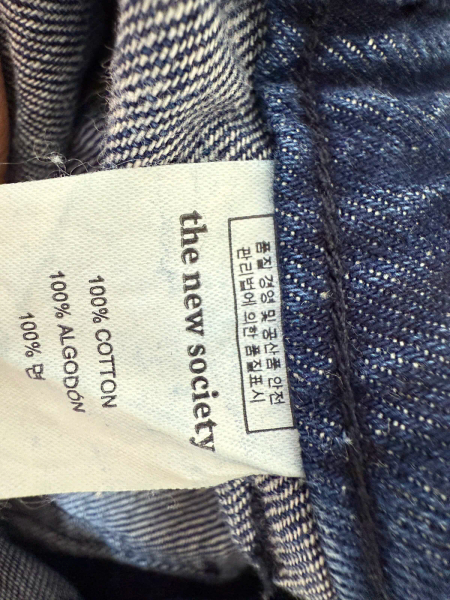 품질 경영 및 공산품 안전
관리법에 의한 품질표시
the new society
100% COTTON
100% ALGODÓN
100% 면